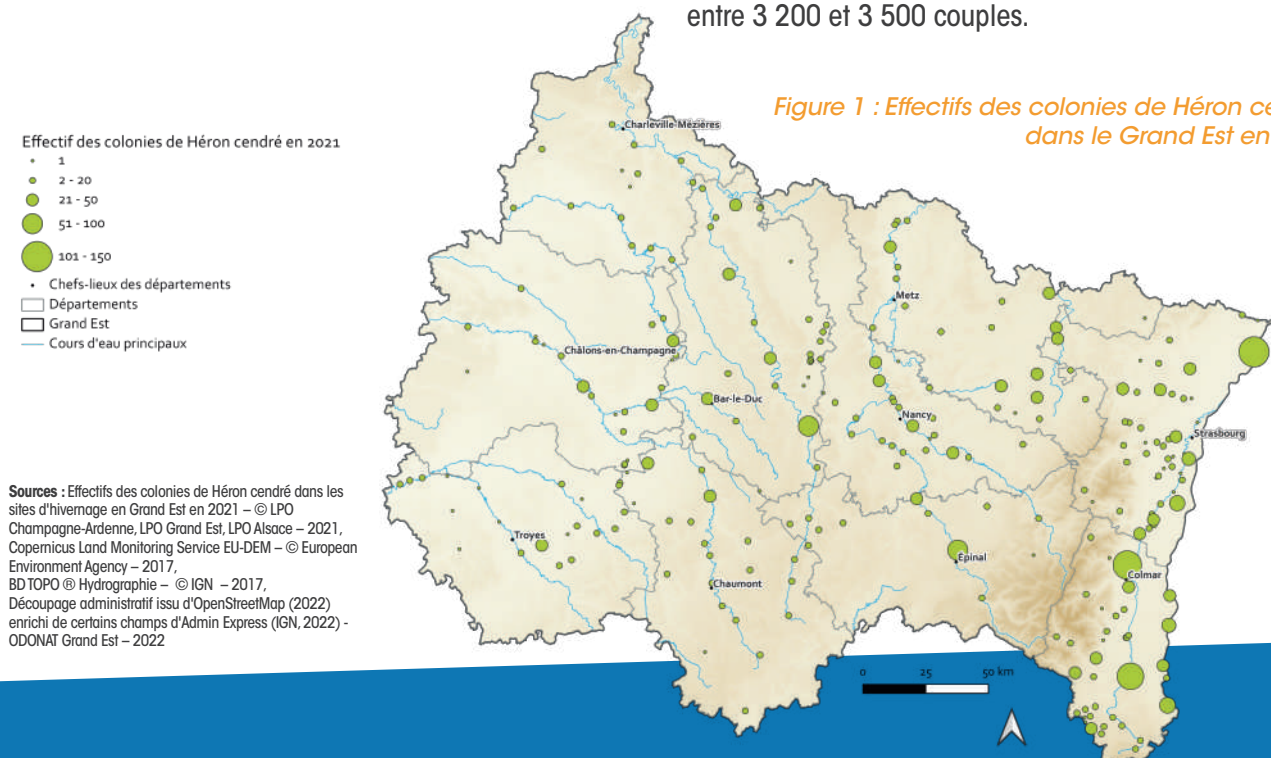 entre 3 200 et 3 500 couples.
Figure 1 : Effectifs des colonies de Héron
dans le Grand Est en
Effectif des colonies de Héron cendré en 2021
1
2 - 20
21 - 50
51 - 100
101 - 150
Chefs-lieux des départements
Départements
Grand Est
Cours d'eau principaux
Charleville-Mézières
Metz
Châlons-en-Champagne
Bar-le-Duc
Nancy
Strasbourg
Troyes
Épinal
Colmar
Chaumont
0 25 50 km
Sources : Effectifs des colonies de Héron cendré dans les
sites d'hivernage en Grand Est en 2021 – © LPO
Champagne-Ardenne, LPO Grand Est, LPO Alsace – 2021,
Copernicus Land Monitoring Service EU-DEM – © European
Environment Agency – 2017,
BD TOPO ® Hydrographie – © IGN – 2017,
Découpage administratif issu d'OpenStreetMap (2022)
enrichi de certains champs d'Admin Express (IGN, 2022) -
ODONAT Grand Est – 2022